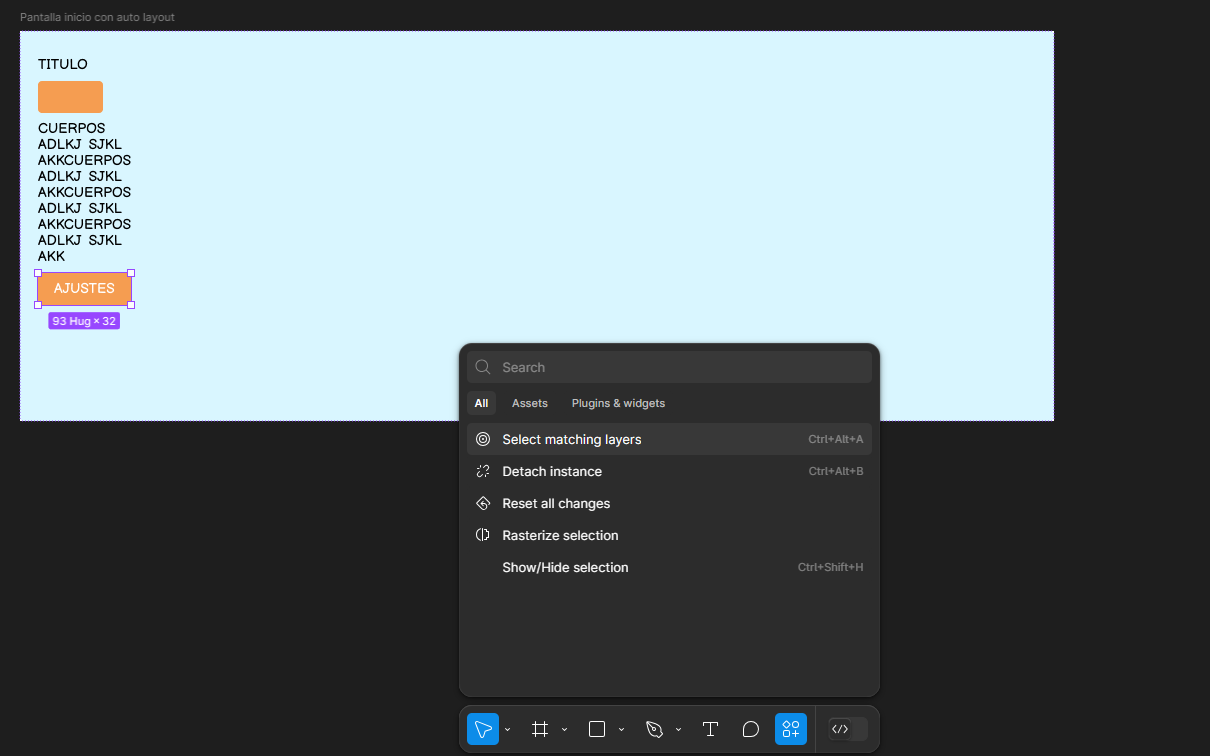 Pantalla inicio con auto layout
TITULO
CUERPOS
ADLKJ SJKL
AKKCUERPOS
ADLKJ SJKL
AKKCUERPOS
ADLKJ SJKL
AKKCUERPOS
ADLKJ SJKL
AKK
AJUSTES
93 Hug × 32
Search
All Assets Plugins & widgets
Select matching layers Ctrl+Alt+A
Detach instance Ctrl+Alt+B
Reset all changes
Rasterize selection
Show/Hide selection Ctrl+Shift+H